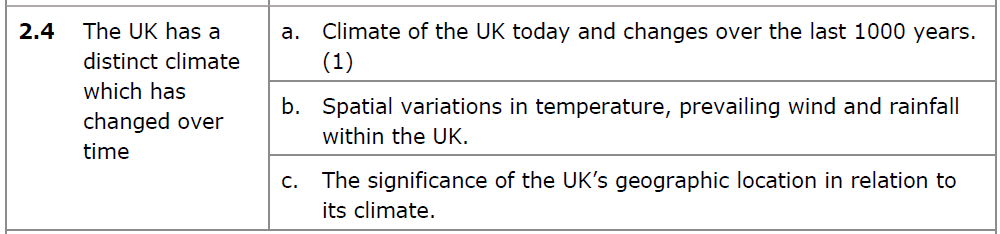 2.4 The UK has a
distinct climate
which has
changed over
time
a. Climate of the UK today and changes over the last 1000 years.
(1)
b. Spatial variations in temperature, prevailing wind and rainfall
within the UK.
c. The significance of the UK’s geographic location in relation to
its climate.